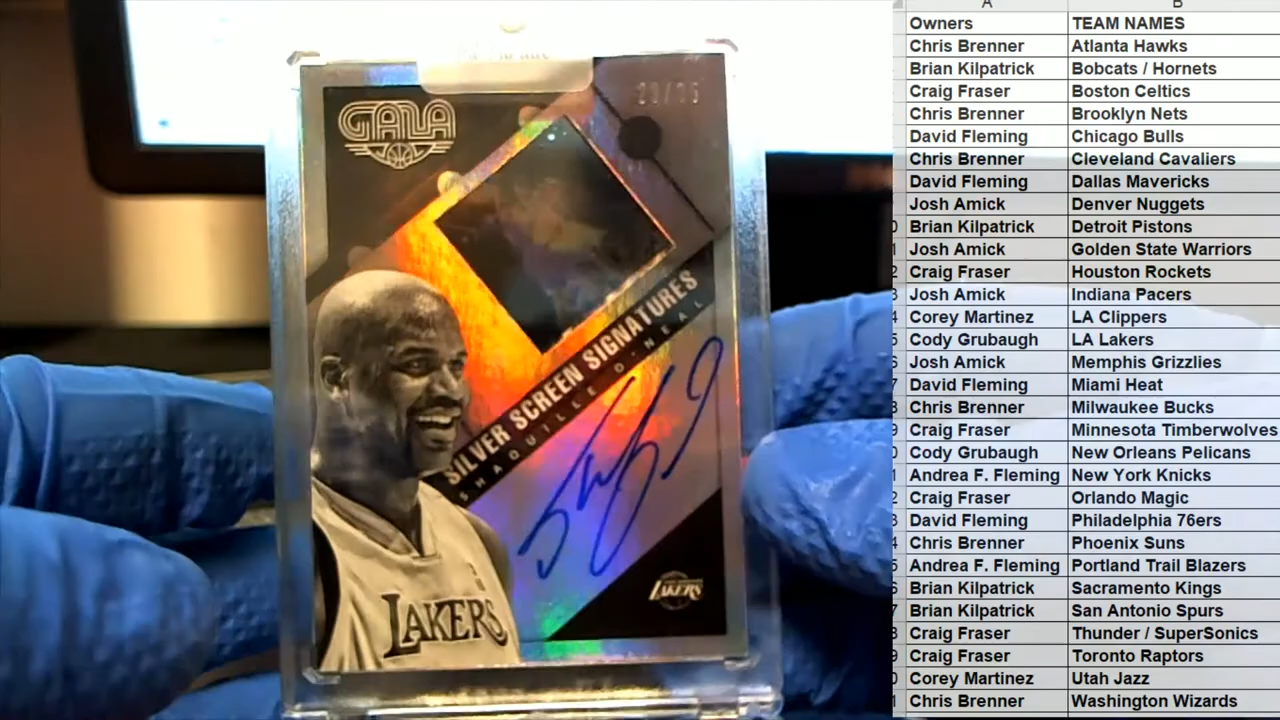 GALA
SILVER SCREEN SIGNATURES
SHAQUILLE O'NEAL
LAKERS
LAKERS
A B
Owners TEAM NAMES
Chris Brenner Atlanta Hawks
Brian Kilpatrick Bobcats / Hornets
Craig Fraser Boston Celtics
Chris Brenner Brooklyn Nets
David Fleming Chicago Bulls
Chris Brenner Cleveland Cavaliers
David Fleming Dallas Mavericks
Josh Amick Denver Nuggets
Brian Kilpatrick Detroit Pistons
Josh Amick Golden State Warriors
Craig Fraser Houston Rockets
Josh Amick Indiana Pacers
Corey Martinez LA Clippers
Cody Grubaugh LA Lakers
Josh Amick Memphis Grizzlies
David Fleming Miami Heat
Chris Brenner Milwaukee Bucks
Craig Fraser Minnesota Timberwolves
Cody Grubaugh New Orleans Pelicans
Andrea F. Fleming New York Knicks
Craig Fraser Orlando Magic
David Fleming Philadelphia 76ers
Chris Brenner Phoenix Suns
Andrea F. Fleming Portland Trail Blazers
Brian Kilpatrick Sacramento Kings
Brian Kilpatrick San Antonio Spurs
Craig Fraser Thunder / SuperSonics
Craig Fraser Toronto Raptors
Corey Martinez Utah Jazz
Chris Brenner Washington Wizards